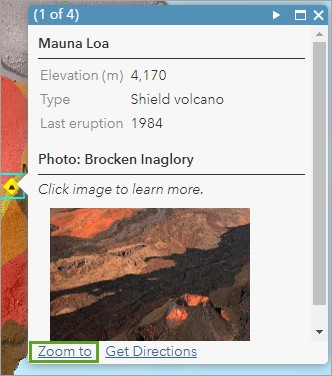 (1 of 4)
Mauna Loa
Elevation (m) 4,170
Type Shield volcano
Last eruption 1984
Photo: Brocken Inaglory
Click image to learn more.
Zoom to Get Directions